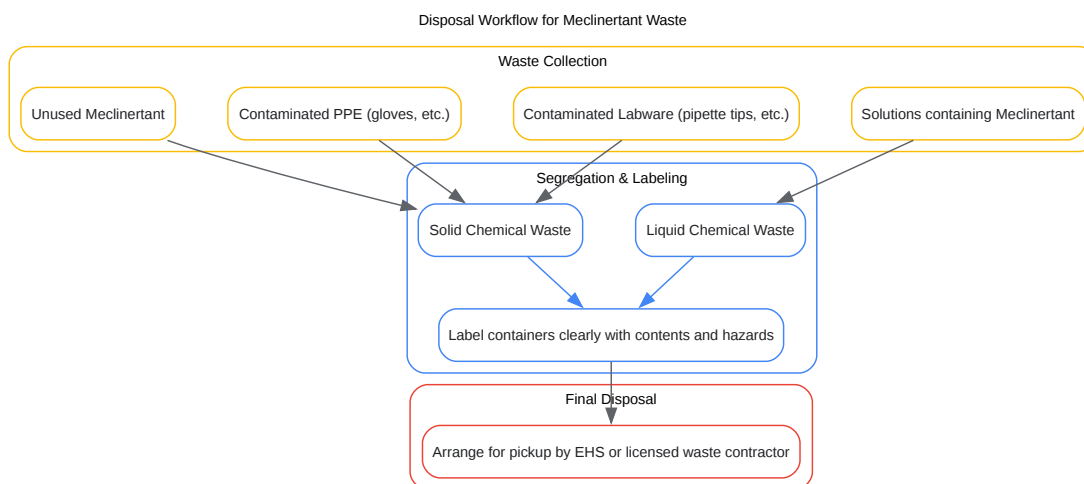 Disposal Workflow for Meclinertant Waste
Waste Collection
Unused Meclinertant
Contaminated PPE (gloves, etc.)
Contaminated Labware (pipette tips, etc.)
Solutions containing Meclinertant
Segregation & Labeling
Solid Chemical Waste
Liquid Chemical Waste
Label containers clearly with contents and hazards
Final Disposal
Arrange for pickup by EHS or licensed waste contractor